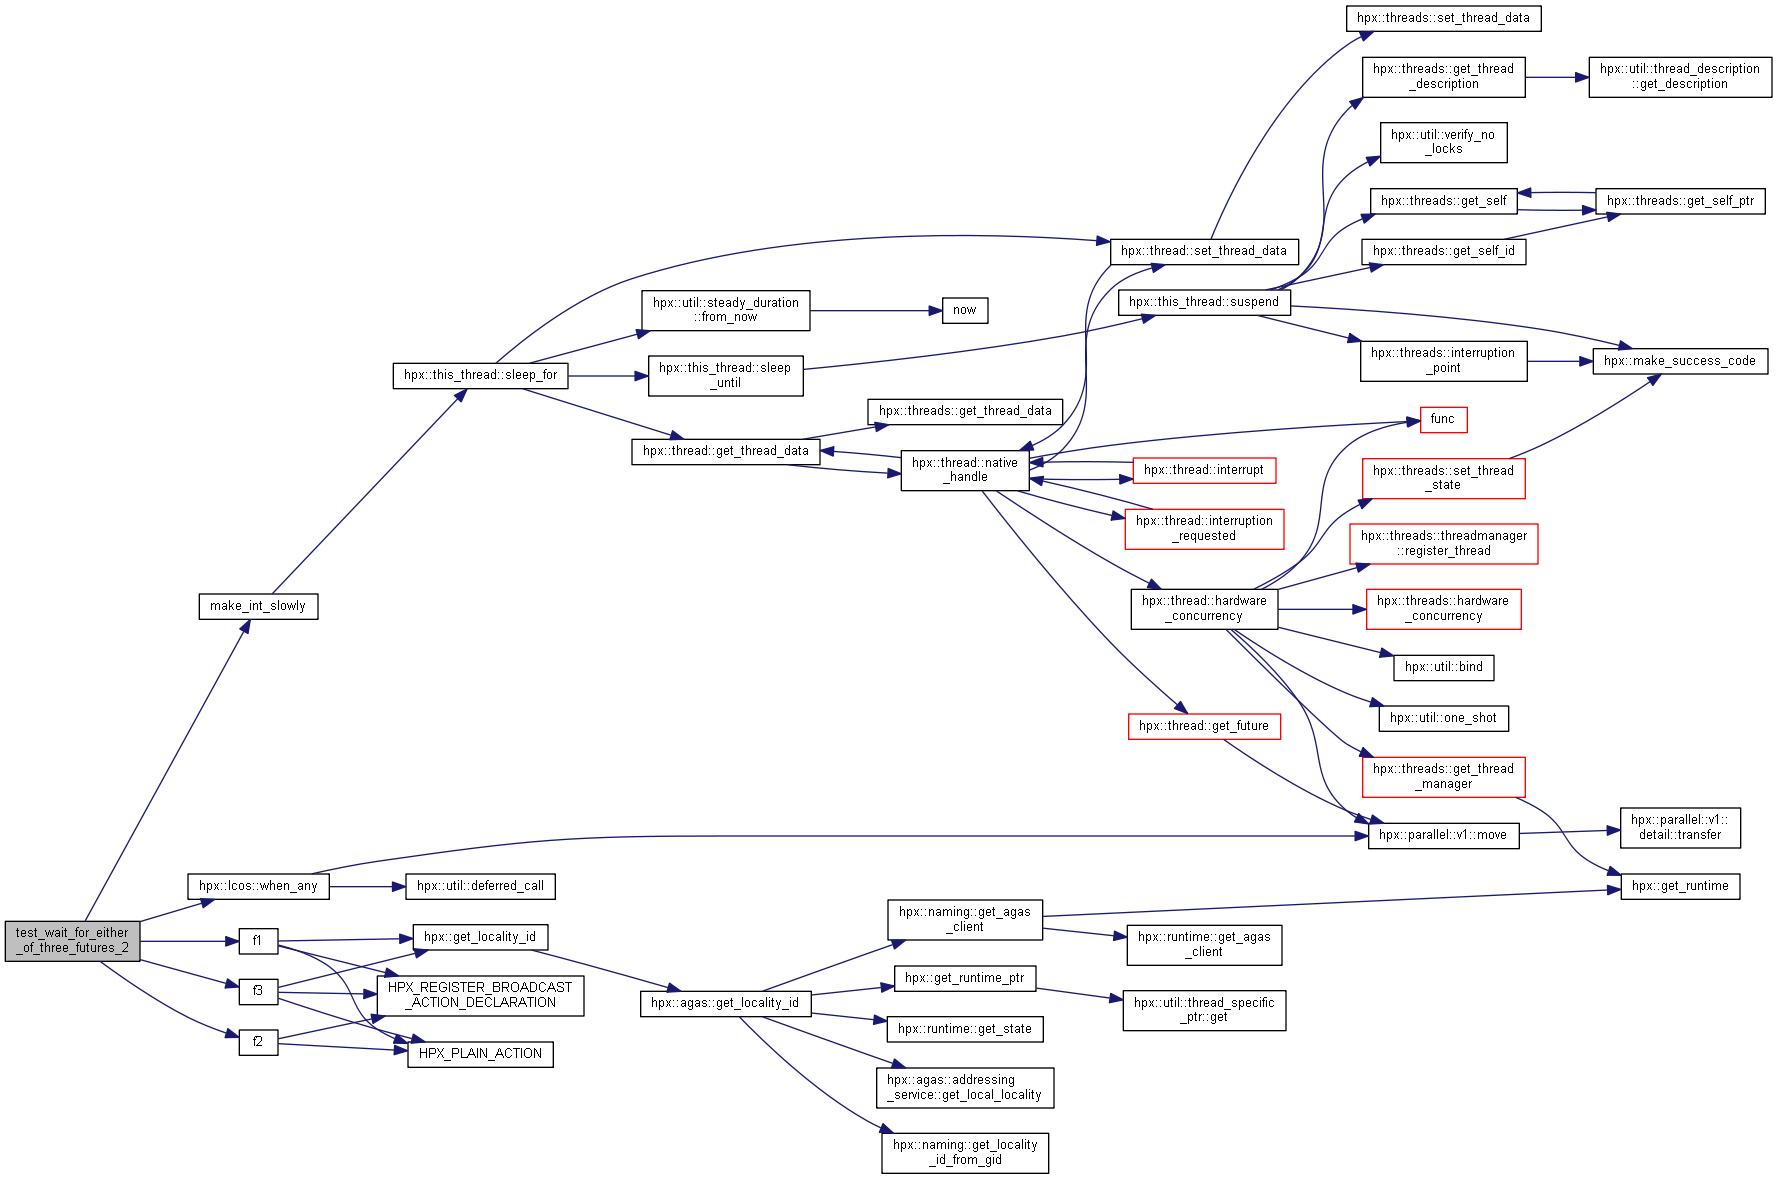 hpx::threads::set_thread_data
hpx::threads::get_thread
_description
hpx::util::thread_description
::get_description
hpx::util::verify_no
_locks
hpx::threads::get_self
hpx::threads::get_self_ptr
hpx::thread::set_thread_data
hpx::threads::get_self_id
hpx::util::steady_duration
::from_now
now
hpx::this_thread::suspend
hpx::this_thread::sleep_for
hpx::this_thread::sleep
_until
hpx::threads::interruption
_point
hpx::make_success_code
hpx::threads::get_thread_data
func
hpx::thread::get_thread_data
hpx::thread::native
_handle
hpx::thread::interrupt
hpx::threads::set_thread
_state
hpx::thread::interruption
_requested
hpx::threads::threadmanager
::register_thread
make_int_slowly
hpx::thread::hardware
_concurrency
hpx::threads::hardware
_concurrency
hpx::util::bind
hpx::util::one_shot
hpx::thread::get_future
hpx::threads::get_thread
_manager
hpx::parallel::v1::move
hpx::parallel::v1::
detail::transfer
hpx::lcos::when_any
hpx::util::deferred_call
hpx::get_runtime
test_wait_for_either
_of_three_futures_2
f1
hpx::get_locality_id
hpx::naming::get_agas
_client
hpx::runtime::get_agas
_client
f3
HPX_REGISTER_BROADCAST
_ACTION_DECLARATION
hpx::agas::get_locality_id
hpx::get_runtime_ptr
hpx::util::thread_specific
_ptr::get
f2
HPX_PLAIN_ACTION
hpx::runtime::get_state
hpx::agas::addressing
_service::get_local_locality
hpx::naming::get_locality
_id_from_gid